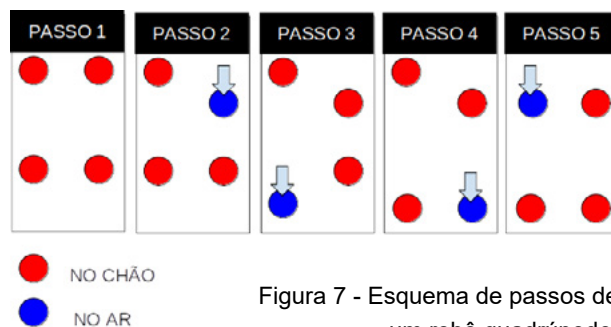 PASSO 1 PASSO 2 PASSO 3 PASSO 4 PASSO 5
NO CHÃO
NO AR
Figura 7 - Esquema de passos de
um robô quadrúpede